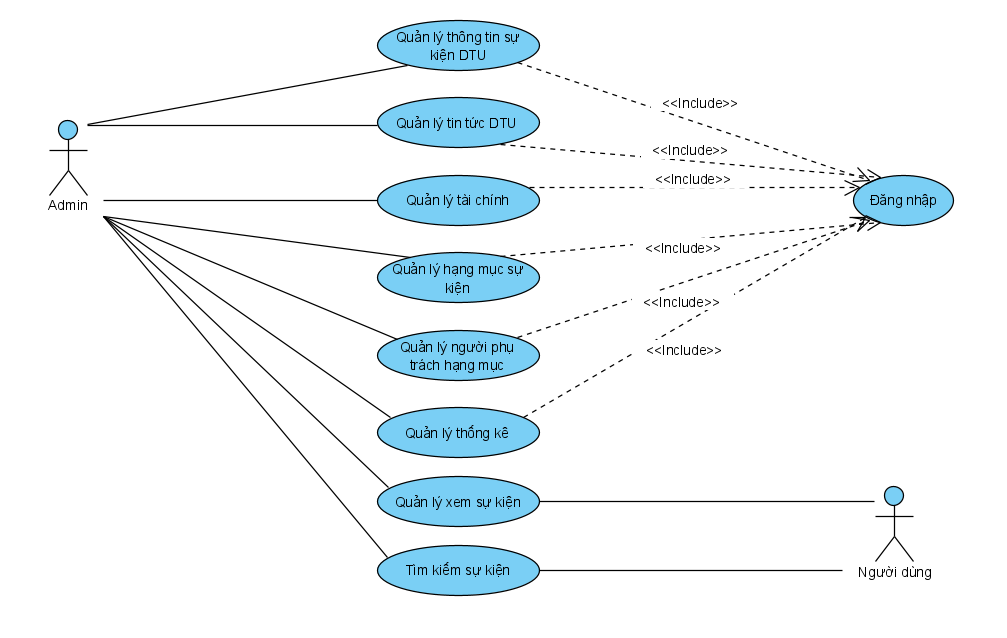 Quản lý thông tin sự
kiện DTU
<<Include>>
Quản lý tin tức DTU
<<Include>>
<<Include>>
Admin
Quản lý tài chính
Đăng nhập
<<Include>>
Quản lý hạng mục sự
kiện
<<Include>>
Quản lý người phụ
trách hạng mục
<<Include>>
Quản lý thống kê
Quản lý xem sự kiện
Tìm kiếm sự kiện
Người dùng